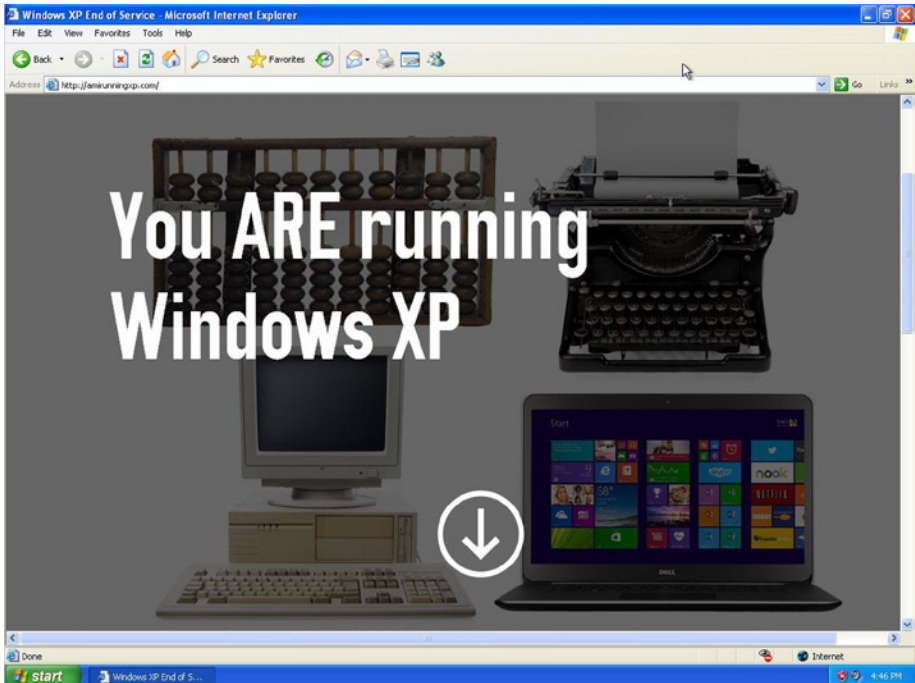 Windows XP End of Service - Microsoft Internet Explorer
File Edit View Favorites Tools Help
Back Search Favorites
Address http://amirunningxp.com/ Go Links »
You ARE running
Windows XP
Start
68°
skype
nook
NETFLIX
DELL
Done Internet
start Windows XP End of S... 4:46 PM